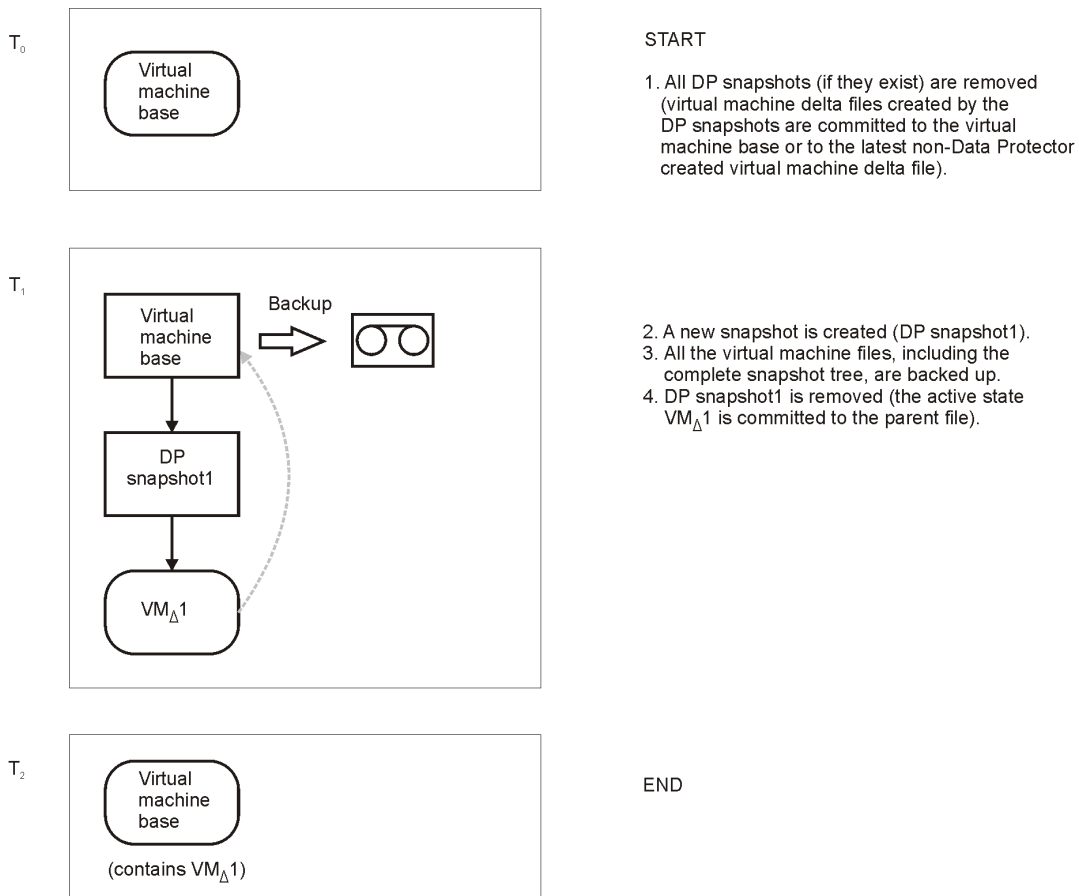 T0
Virtual
machine
base
START
1. All DP snapshots (if they exist) are removed
(virtual machine delta files created by the
DP snapshots are committed to the virtual
machine base or to the latest non-Data Protector
created virtual machine delta file).
T1
Virtual
machine
base
Backup
DP
snapshot1
VMΔ1
2. A new snapshot is created (DP snapshot1).
3. All the virtual machine files, including the
complete snapshot tree, are backed up.
4. DP snapshot1 is removed (the active state
VMΔ1 is committed to the parent file).
T2
Virtual
machine
base
(contains VMΔ1)
END